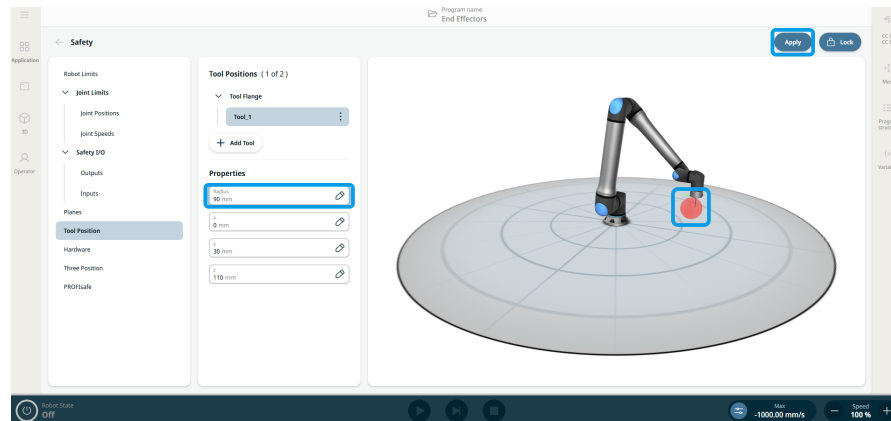 Program name
End Effectors
Safety
Apply
Lock
Application
3D
Operator
Robot Limits
Joint Limits
Joint Positions
Joint Speeds
Safety I/O
Outputs
Inputs
Planes
Tool Position
Hardware
Three Position
PROFIsafe
Tool Positions ( 1 of 2 )
Tool Flange
Tool_1
+ Add Tool
Properties
Radius
90 mm
X
0 mm
Y
30 mm
Z
110 mm
Robot State
Off
Max
-1000.00 mm/s
Speed
100 %